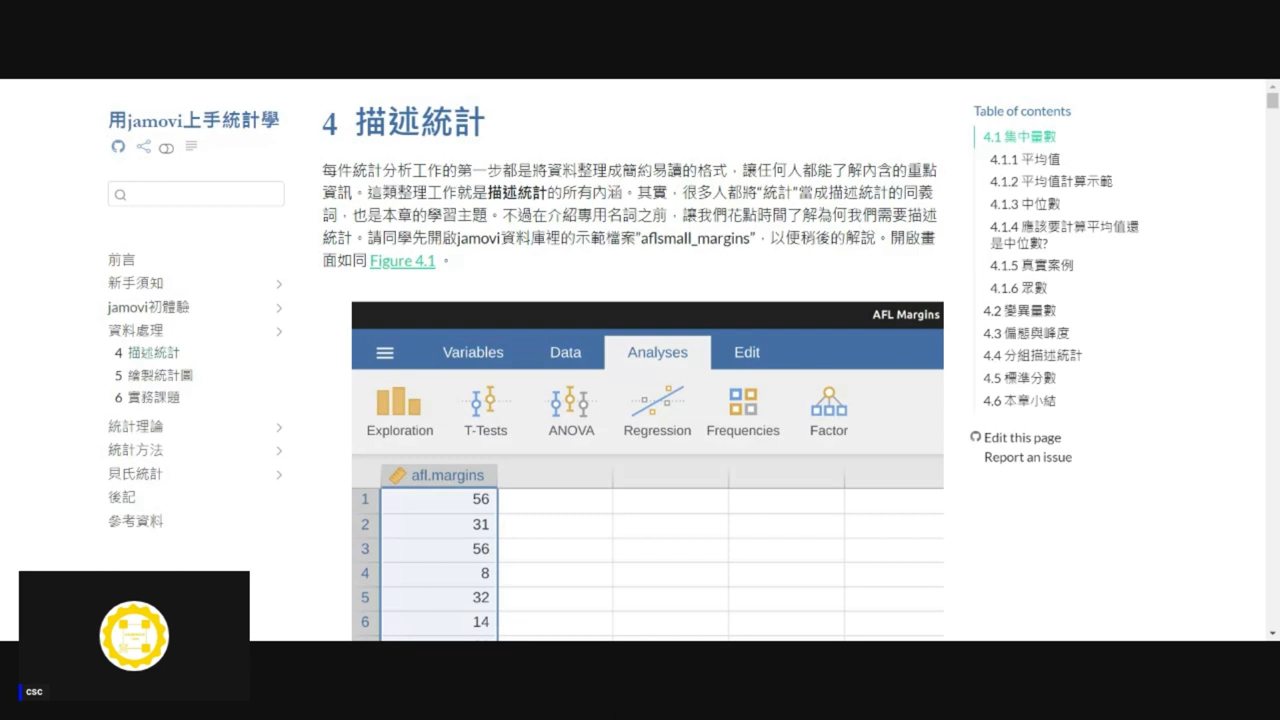 用jamovi上手統計學
前言
新手須知
jamovi初體驗
資料處理
4 描述統計
5 繪製統計圖
6 實務課題
統計理論
統計方法
貝氏統計
後記
參考資料
4 描述統計
每件統計分析工作的第一步都是將資料整理成簡約易讀的格式，讓任何人都能了解內含的重點
資訊。這類整理工作就是描述統計的所有內涵。其實，很多人都將“統計”當成描述統計的同義
詞，也是本章的學習主題。不過在介紹專用名詞之前，讓我們花點時間了解為何我們需要描述
統計。請同學先開啟jamovi資料庫裡的示範檔案”aflsmall_margins”，以便稍後的解說。開啟畫
面如同 Figure 4.1 。
AFL Margins
Variables Data Analyses Edit
Exploration T-Tests ANOVA Regression Frequencies Factor
afl.margins
1 56
2 31
3 56
4 8
5 32
6 14
Table of contents
4.1 集中量數
4.1.1 平均值
4.1.2 平均值計算示範
4.1.3 中位數
4.1.4 應該要計算平均值還
是中位數?
4.1.5 真實案例
4.1.6 眾數
4.2 變異量數
4.3 偏態與峰度
4.4 分組描述統計
4.5 標準分數
4.6 本章小結
Edit this page
Report an issue
csc